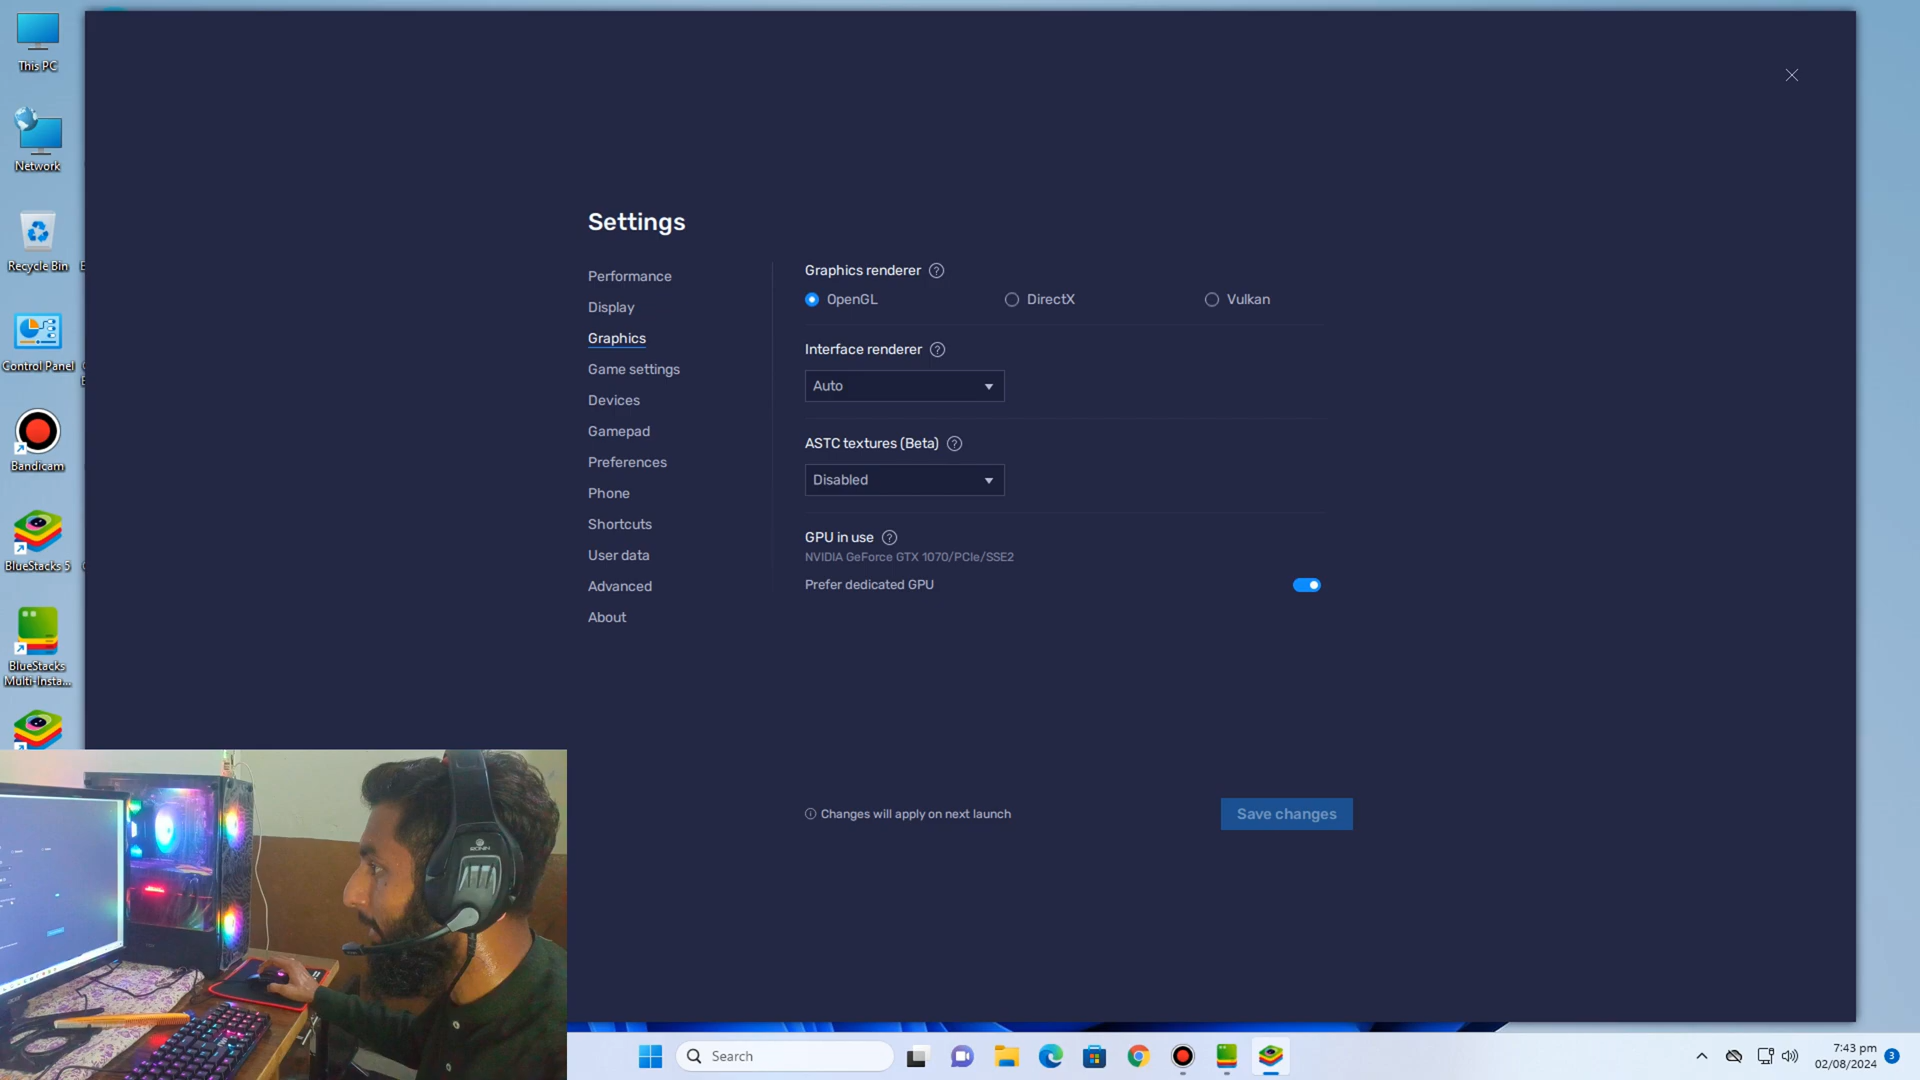 This PC
Network
Recycle Bin
Control Panel
Bandicam
BlueStacks 5
BlueStacks
Multi-Insta...
Settings
Performance
Display
Graphics
Game settings
Devices
Gamepad
Preferences
Phone
Shortcuts
User data
Advanced
About
Graphics renderer ?
OpenGL
DirectX
Vulkan
Interface renderer ?
Auto
ASTC textures (Beta) ?
Disabled
GPU in use ?
NVIDIA GeForce GTX 1070/PCIe/SSE2
Prefer dedicated GPU
Changes will apply on next launch
Save changes
Search
7:43 pm
02/08/2024
3